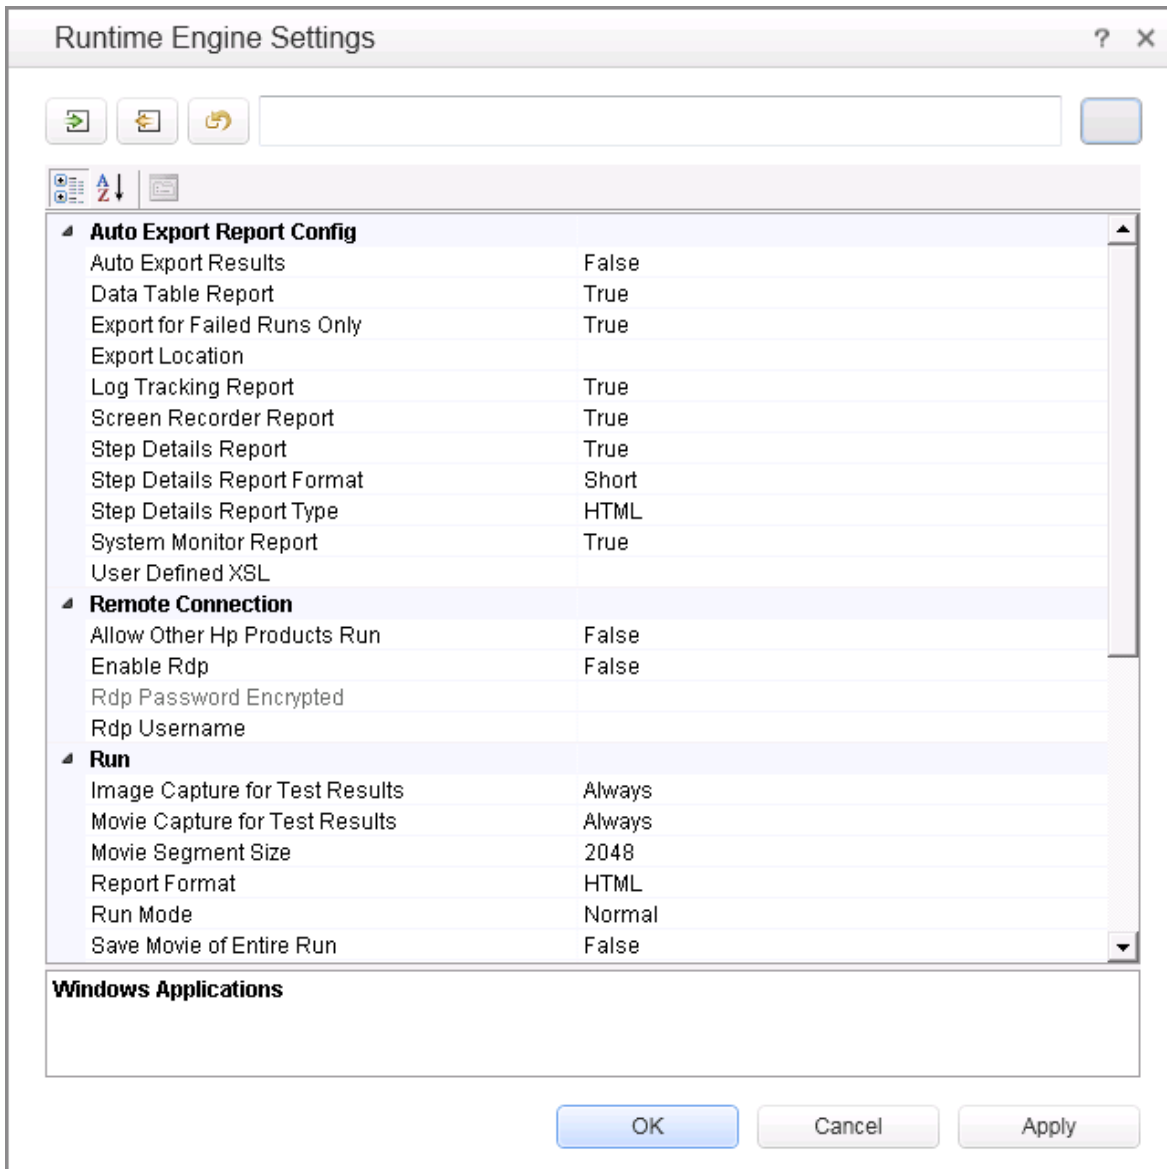 Runtime Engine Settings
?
Auto Export Report Config
Auto Export Results False
Data Table Report True
Export for Failed Runs Only True
Export Location
Log Tracking Report True
Screen Recorder Report True
Step Details Report True
Step Details Report Format Short
Step Details Report Type HTML
System Monitor Report True
User Defined XSL
Remote Connection
Allow Other Hp Products Run False
Enable Rdp False
Rdp Password Encrypted
Rdp Username
Run
Image Capture for Test Results Always
Movie Capture for Test Results Always
Movie Segment Size 2048
Report Format HTML
Run Mode Normal
Save Movie of Entire Run False
Windows Applications
OK Cancel Apply